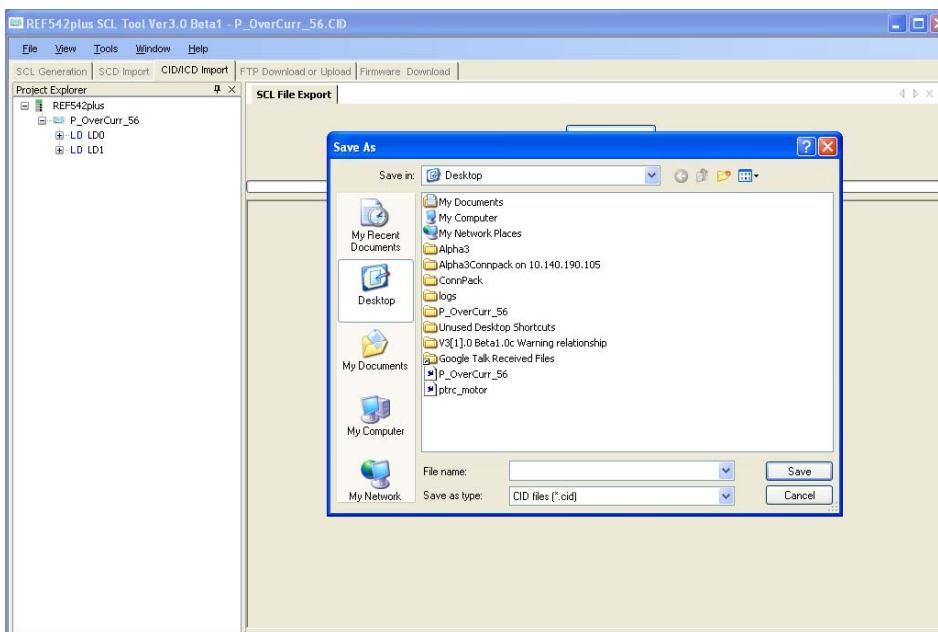 REF542plus SCL Tool Ver3.0 Beta1 - P_OverCurr_56.CID
File View Tools Window Help
SCL Generation SCD Import CID/ICD Import FTP Download or Upload Firmware Download
Project Explorer
REF542plus
P_OverCurr_56
LD LD0
LD LD1
SCL File Export
Save As
Save in: Desktop
My Recent Documents
Desktop
My Documents
My Computer
My Network
My Documents
My Computer
My Network Places
Alpha3
Alpha3Connpack on 10.140.190.105
ConnPack
logs
P_OverCurr_56
Unused Desktop Shortcuts
V3[1].0 Beta1.0c Warning relationship
Google Talk Received Files
P_OverCurr_56
ptrc_motor
File name: Save
Save as type: CID files (*.cid) Cancel